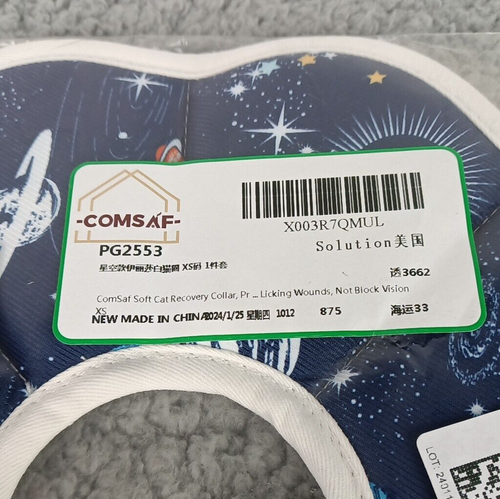 -COMSAF-
PG2553
星空款伊丽莎白猫圈 XS码 1件套
X003R7QMUL
Solution美国
透3662
ComSaf Soft Cat Recovery Collar, Pr ... Licking Wounds, Not Block Vision
XS
NEW MADE IN CHINA 2024/1/25 星期四 1012 875 海运33
LOT: 2401